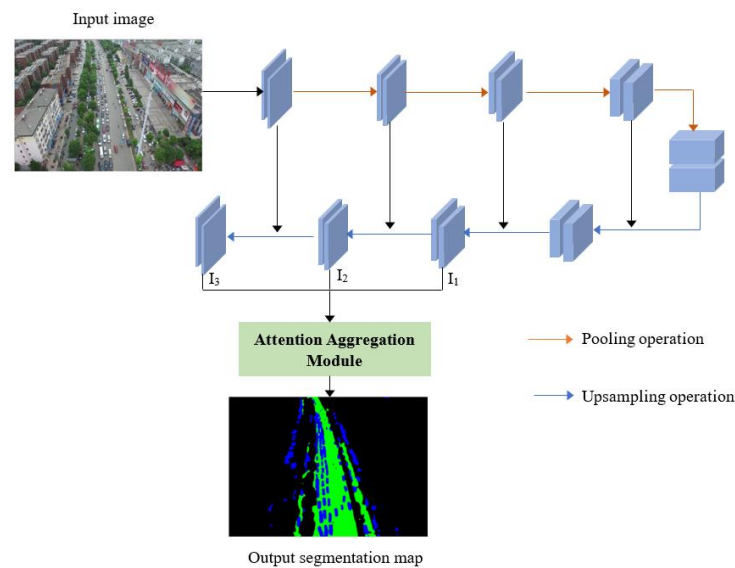 Input image
I₃
I₂
I₁
Attention Aggregation
Module
Pooling operation
Upsampling operation
Output segmentation map